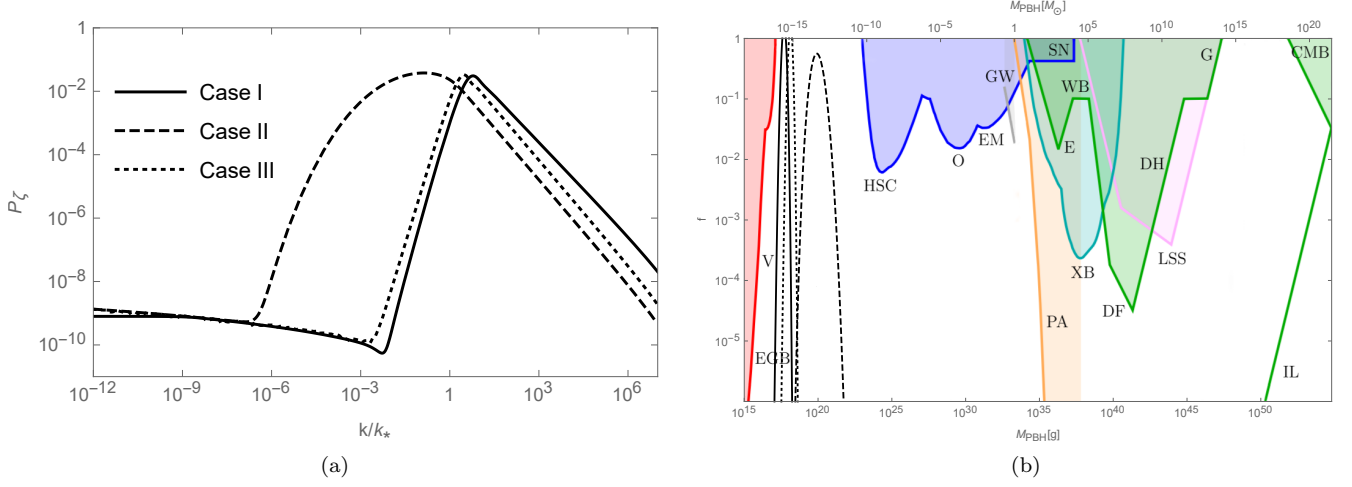 P_ζ
10^-2
10^-4
10^-6
10^-8
10^-10
1
Case I
Case II
Case III
10^-12 10^-9 10^-6 10^-3 1 10^3 10^6
k/k_*
(a)
M_PBH[M_⊙]
10^-15 10^-10 10^-5 1 10^5 10^10 10^15 10^20
f
1
10^-1
10^-2
10^-3
10^-4
10^-5
SN G CMB
GW WB
EM E DH
HSC O
V XB LSS
DF
PA
EGB IL
10^15 10^20 10^25 10^30 10^35 10^40 10^45 10^50
M_PBH[g]
(b)